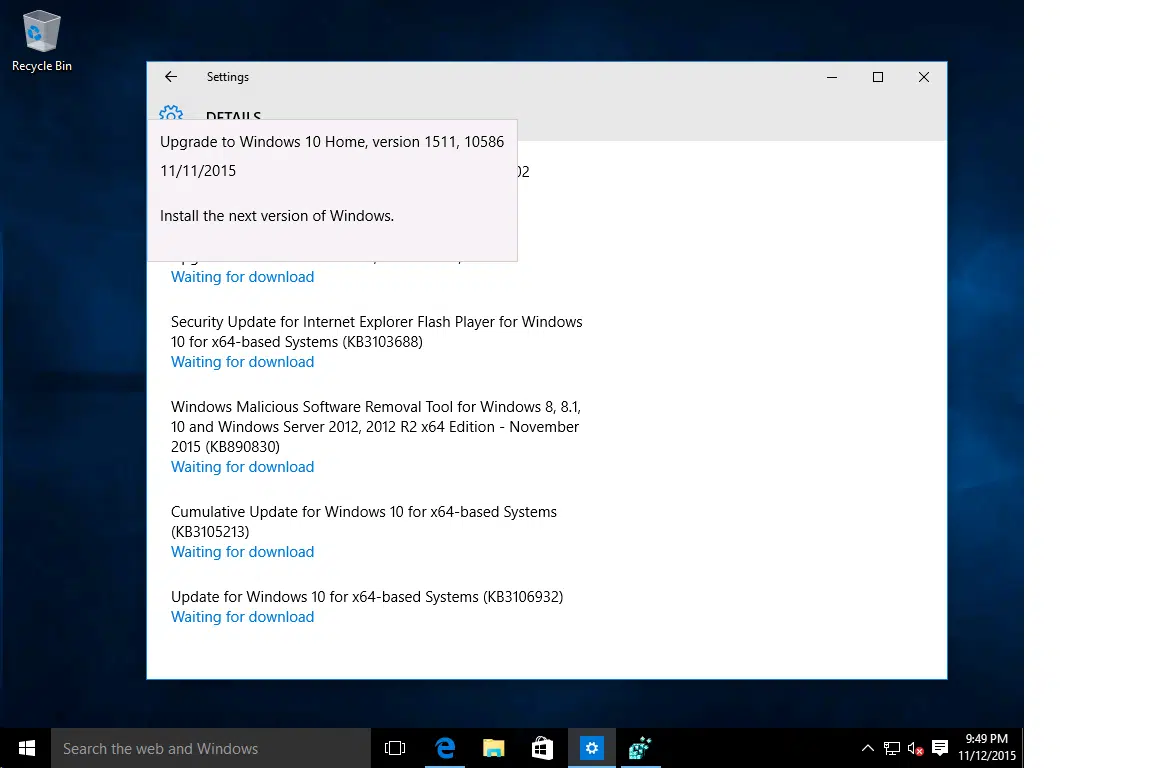 Recycle Bin
Settings
DETAILS
Upgrade to Windows 10 Home, version 1511, 10586
11/11/2015
02
Install the next version of Windows.
Waiting for download
Security Update for Internet Explorer Flash Player for Windows
10 for x64-based Systems (KB3103688)
Waiting for download
Windows Malicious Software Removal Tool for Windows 8, 8.1,
10 and Windows Server 2012, 2012 R2 x64 Edition - November
2015 (KB890830)
Waiting for download
Cumulative Update for Windows 10 for x64-based Systems
(KB3105213)
Waiting for download
Update for Windows 10 for x64-based Systems (KB3106932)
Waiting for download
Search the web and Windows
9:49 PM
11/12/2015